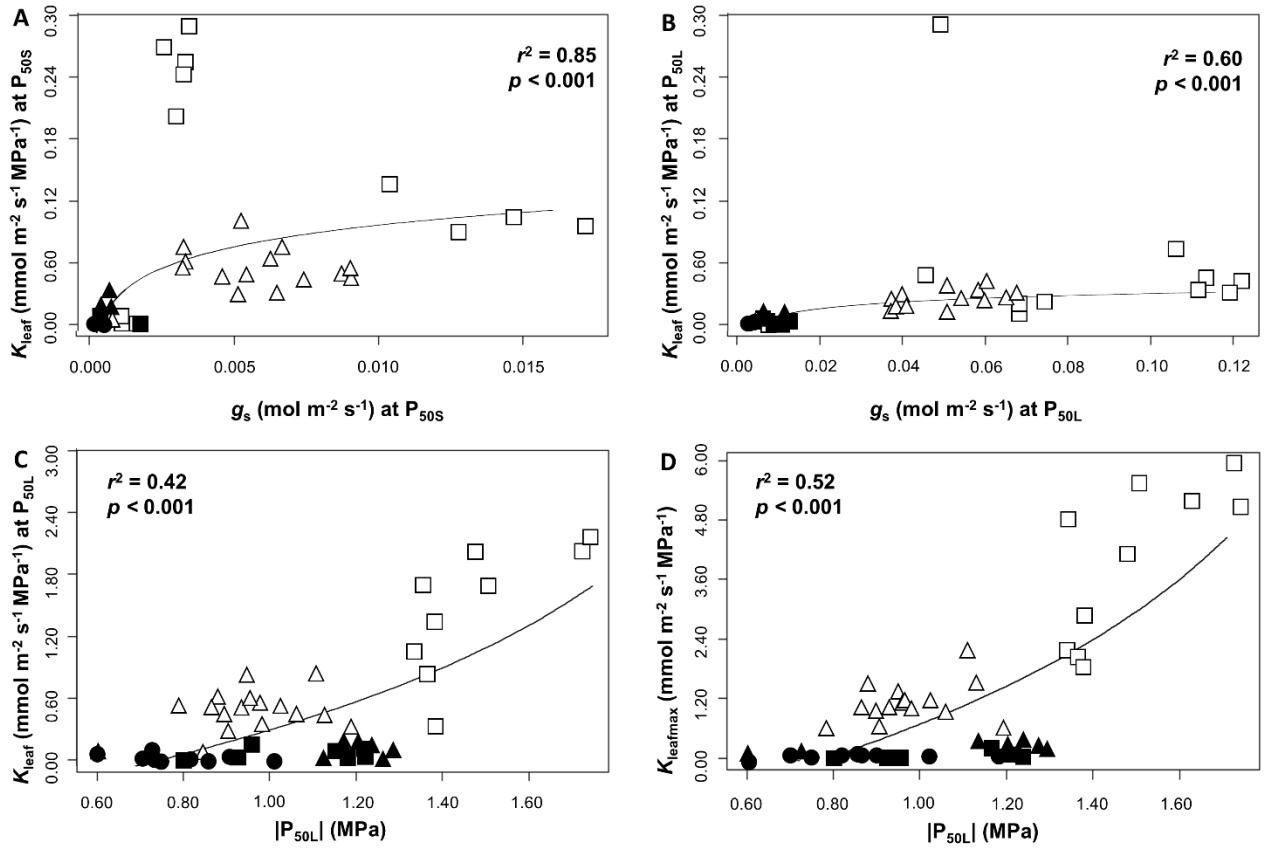 A
r² = 0.85
p < 0.001
K leaf (mmol m⁻² s⁻¹ MPa⁻¹) at P50S
0.00 0.60 0.12 0.18 0.24 0.30
0.000 0.005 0.010 0.015
gs (mol m⁻² s⁻¹) at P50S
B
r² = 0.60
p < 0.001
Kleaf (mmol m⁻² s⁻¹ MPa⁻¹) at P50L
0.00 0.60 0.12 0.18 0.24 0.30
0.00 0.02 0.04 0.06 0.08 0.10 0.12
gs (mol m⁻² s⁻¹) at P50L
C
r² = 0.42
p < 0.001
Kleaf (mmol m⁻² s⁻¹ MPa⁻¹) at P50L
0.00 0.60 1.20 1.80 2.40 3.00
0.60 0.80 1.00 1.20 1.40 1.60
|P50L| (MPa)
D
r² = 0.52
p < 0.001
Kleafmax (mmol m⁻² s⁻¹ MPa⁻¹)
0.00 1.20 2.40 3.60 4.80 6.00
0.60 0.80 1.00 1.20 1.40 1.60
|P50L| (MPa)